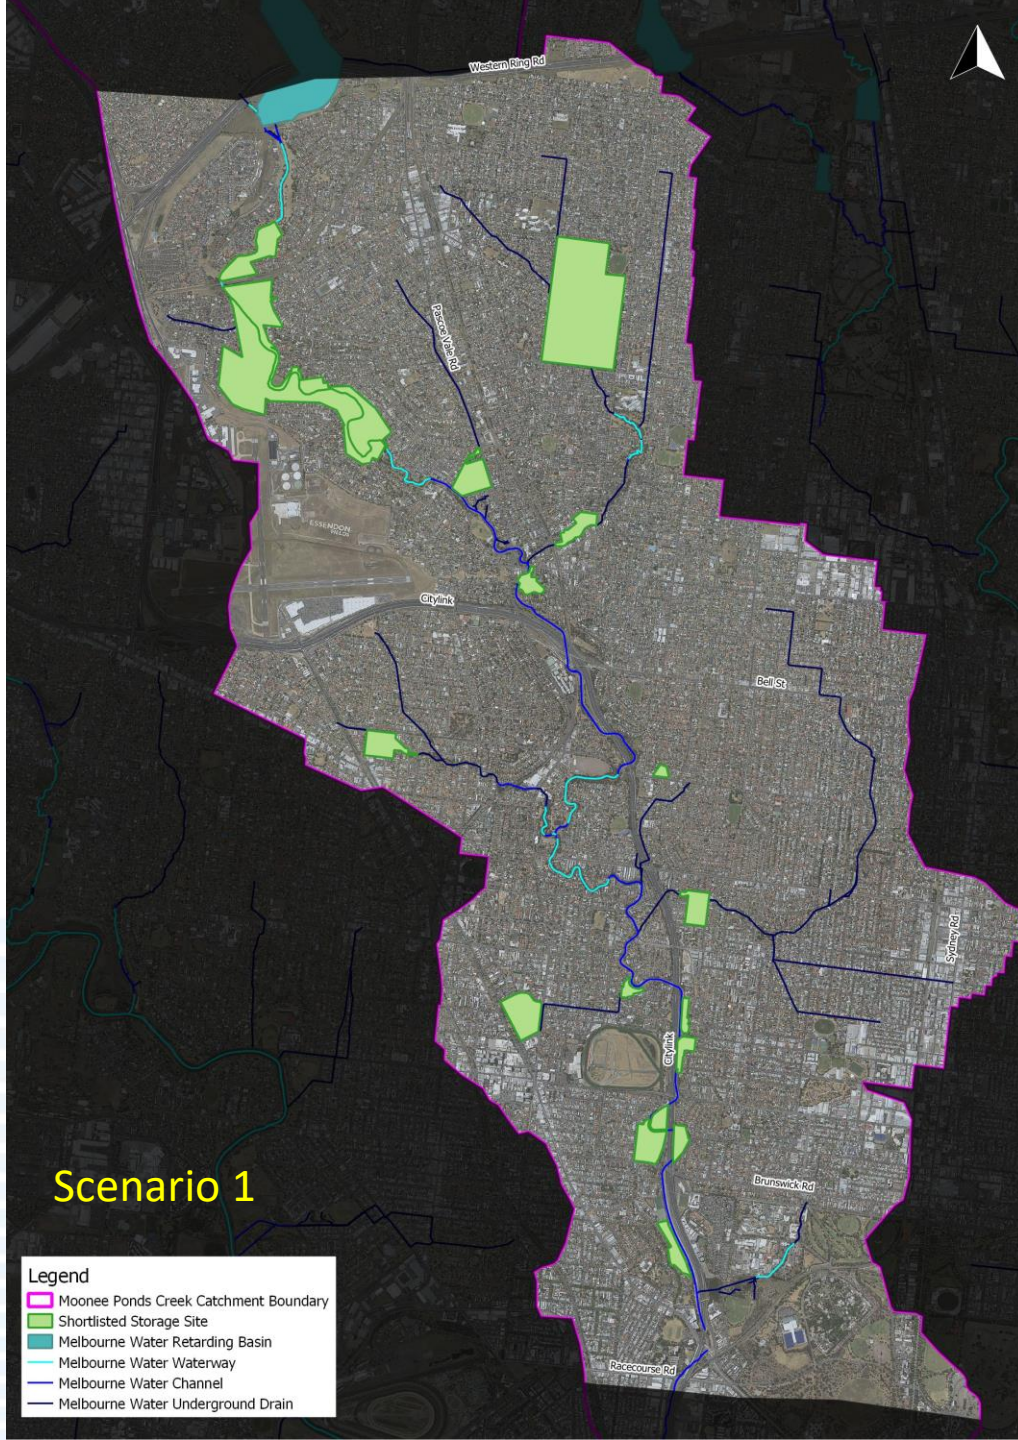 Western Ring Rd
Pascoe Vale Rd
ESSENDON
Citylink
Bell St
Sydney Rd
Citylink
Scenario 1
Brunswick Rd
Racecourse Rd
Legend
Moonee Ponds Creek Catchment Boundary
Shortlisted Storage Site
Melbourne Water Retarding Basin
Melbourne Water Waterway
Melbourne Water Channel
Melbourne Water Underground Drain